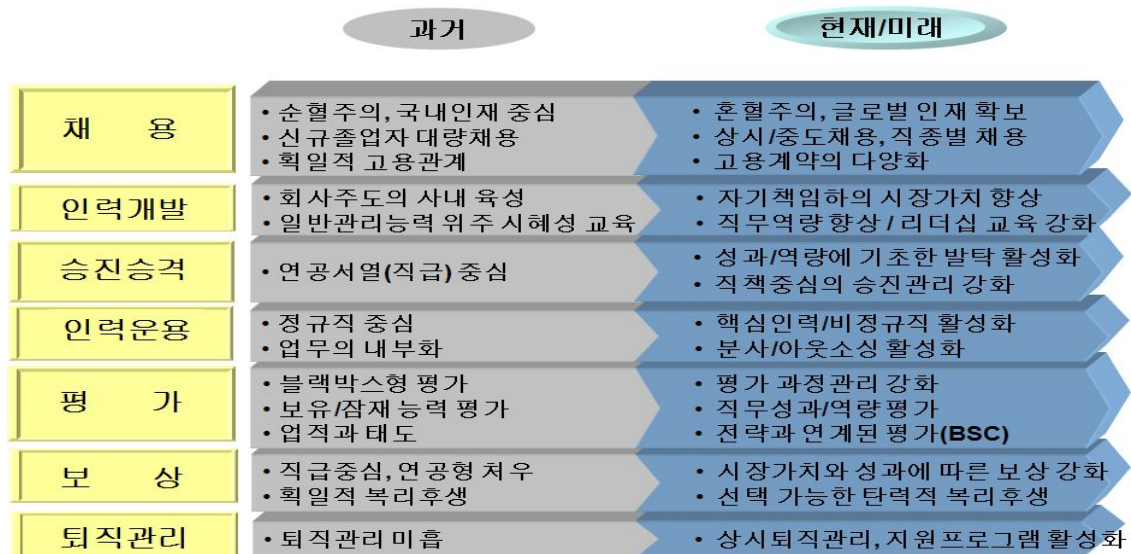 과거
현재/미래
채 용
• 순혈주의, 국내인재 중심
• 신규졸업자 대량채용
• 획일적 고용관계
• 혼혈주의, 글로벌 인재 확보
• 상시/중도채용, 직종별 채용
• 고용계약의 다양화
인력개발
• 회사주도의 사내 육성
• 일반관리능력 위주 시혜성 교육
• 자기책임하의 시장가치 향상
• 직무역량 향상 / 리더십 교육 강화
승진승격
• 연공서열(직급) 중심
• 성과/역량에 기초한 발탁 활성화
• 직책중심의 승진관리 강화
인력운용
• 정규직 중심
• 업무의 내부화
• 핵심인력/비정규직 활성화
• 분사/아웃소싱 활성화
평 가
• 블랙박스형 평가
• 보유/잠재 능력 평가
• 업적과 태도
• 평가 과정관리 강화
• 직무성과/역량평가
• 전략과 연계된 평가(BSC)
보 상
• 직급중심, 연공형 처우
• 획일적 복리후생
• 시장가치와 성과에 따른 보상 강화
• 선택 가능한 탄력적 복리후생
퇴직관리
• 퇴직관리 미흡
• 상시퇴직관리, 지원프로그램 활성화